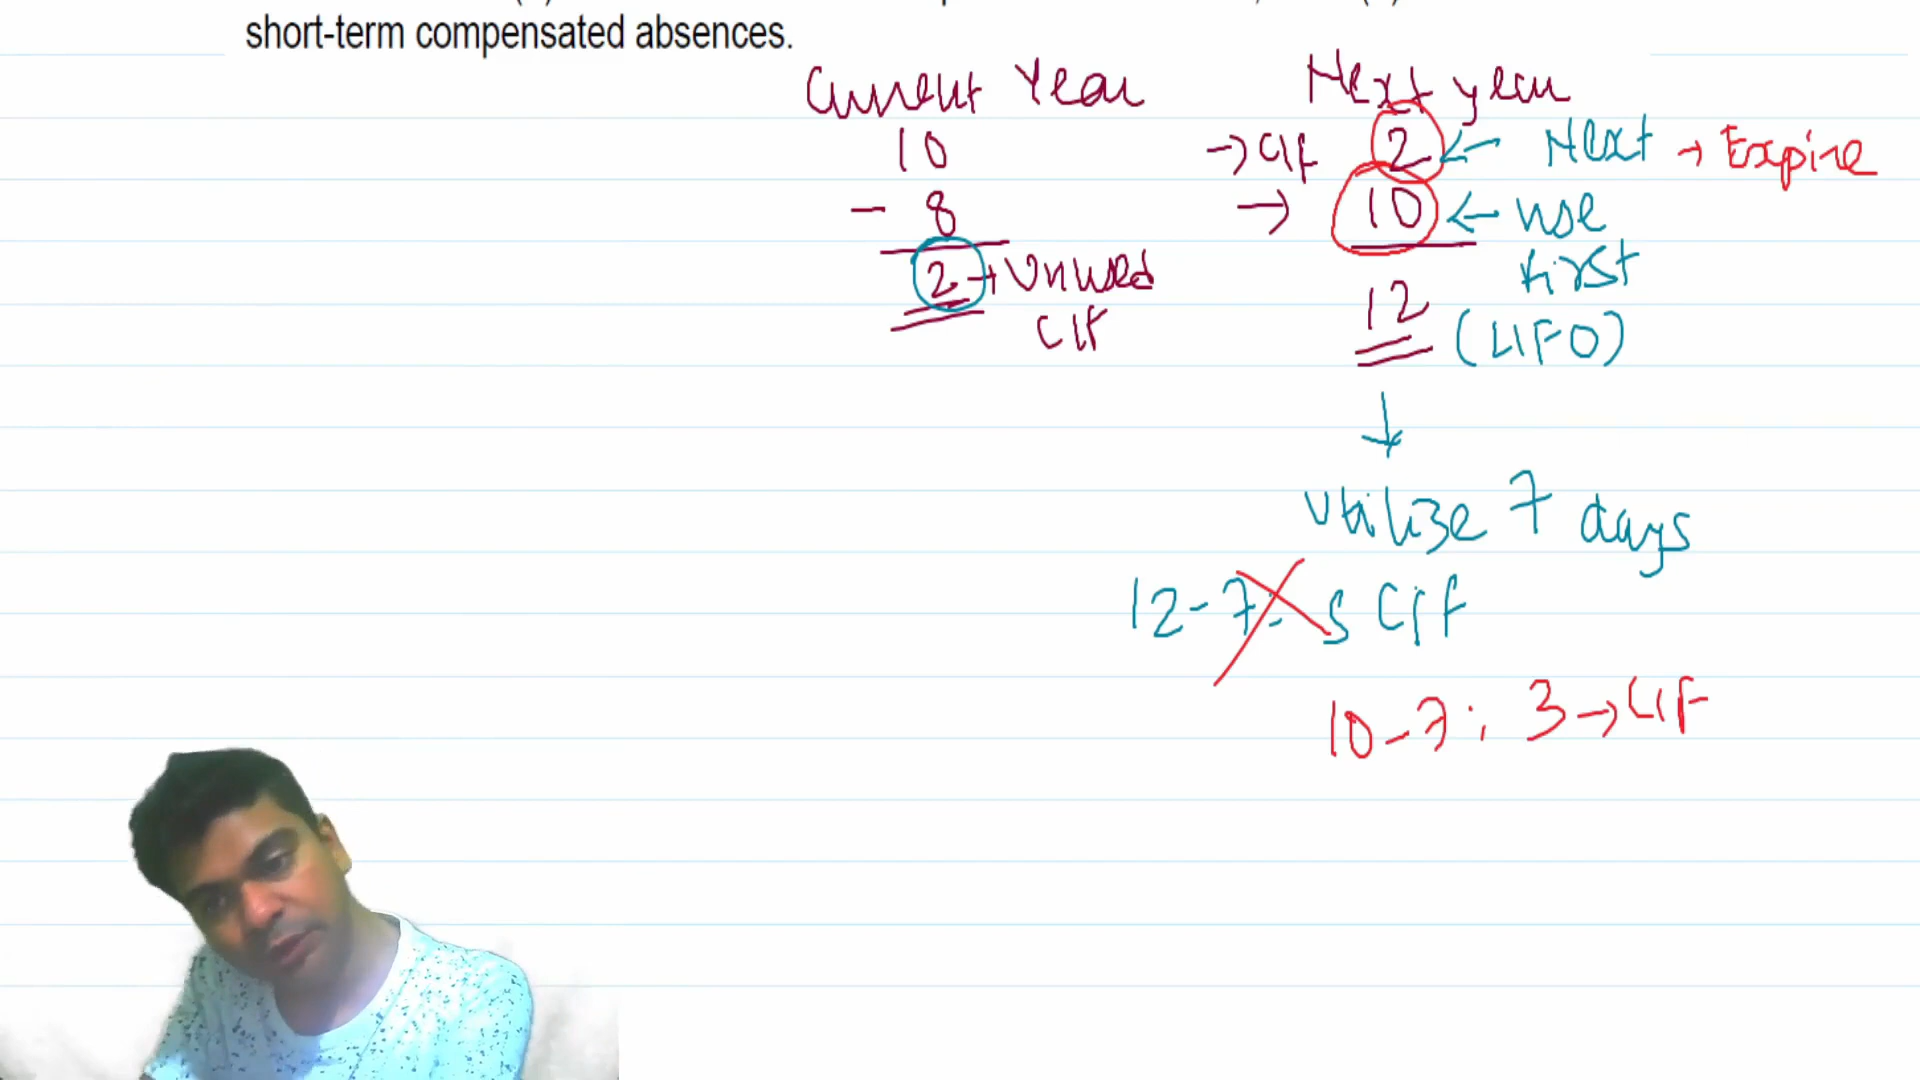 short-term compensated absences.
Current Year Next year
10 → C/F 2 ← Next → Expire
- 8 → 10 ← use
2 → Unused 12 first
C/F (LIFO)
↓
utilize 7 days
12 - 7 = 5 C/F
10 - 7 : 3 → C/F